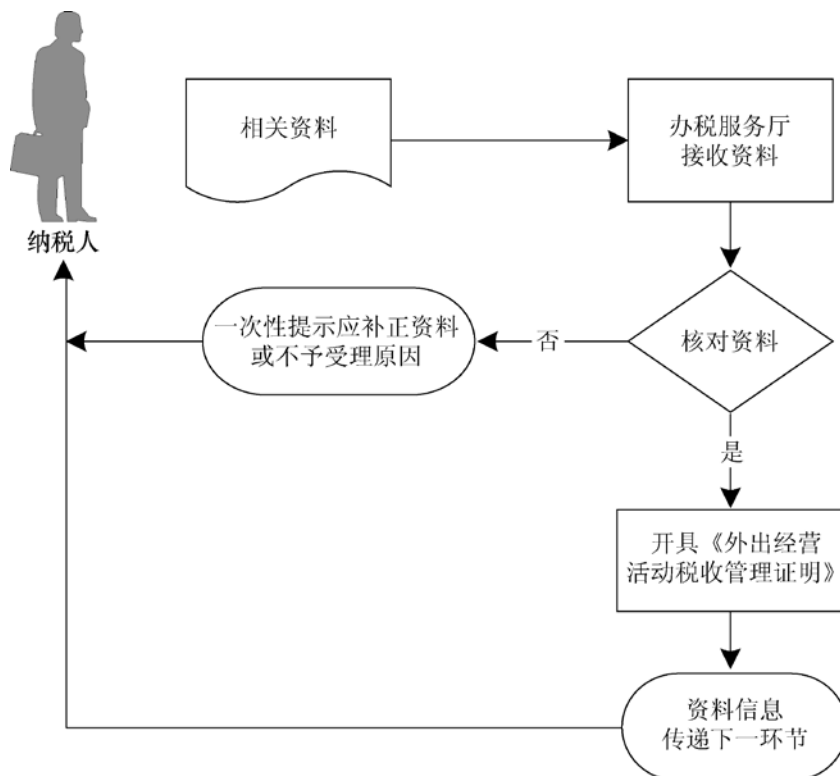 相关资料
办税服务厅
接收资料
纳税人
一次性提示应补正资料
或不予受理原因
否
核对资料
是
开具《外出经营
活动税收管理证明》
资料信息
传递下一环节